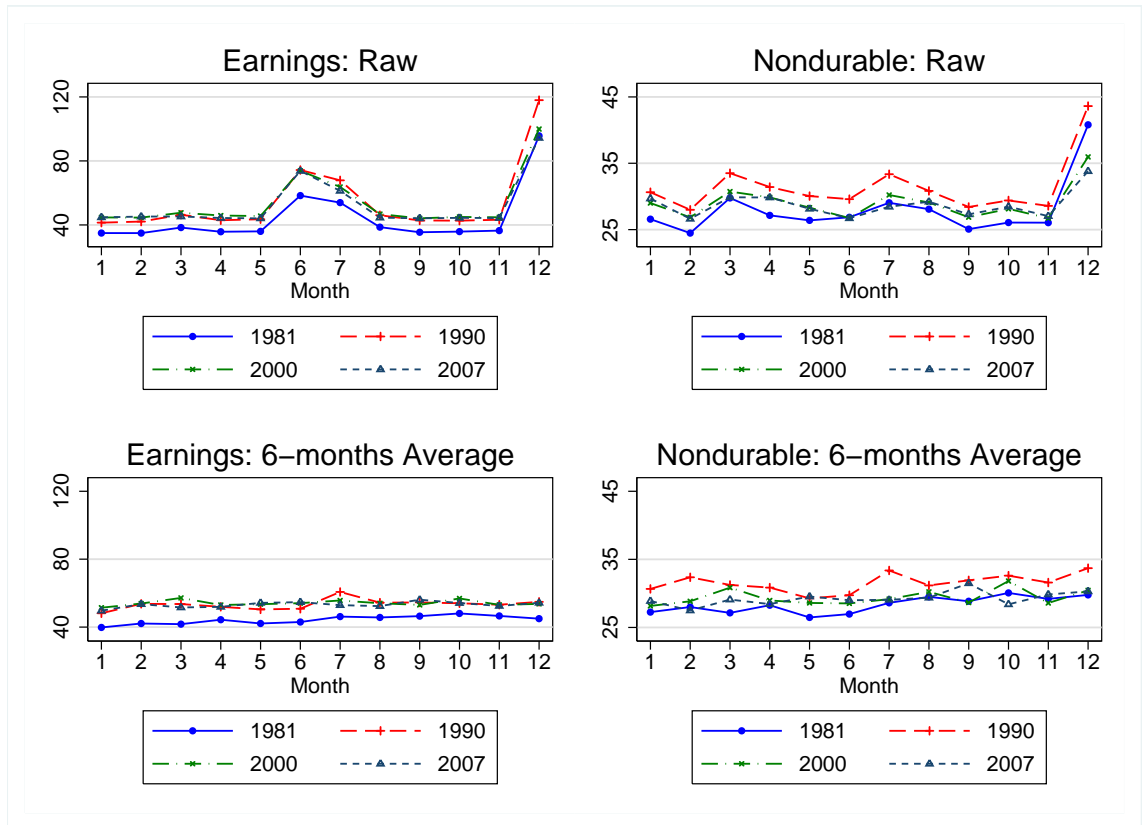 Earnings: Raw
120
80
40
1 2 3 4 5 6 7 8 9 10 11 12
Month
1981 1990
2000 2007
Nondurable: Raw
45
35
25
1 2 3 4 5 6 7 8 9 10 11 12
Month
1981 1990
2000 2007
Earnings: 6−months Average
120
80
40
1 2 3 4 5 6 7 8 9 10 11 12
Month
1981 1990
2000 2007
Nondurable: 6−months Average
45
35
25
1 2 3 4 5 6 7 8 9 10 11 12
Month
1981 1990
2000 2007